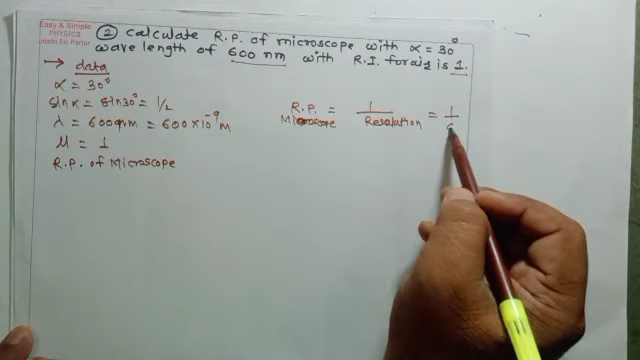 Easy & Simple
PHYSICS
Joshi Sir Partur
② calculate R.P. of microscope with α = 30°
wave length of 600 nm with R.I. for air is 1.
→ data
α = 30°
sin α = sin 30° = 1/2
λ = 600 nm = 600 × 10⁻⁹ M
μ = 1
R.P. of Microscope
R.P. = 1 / Resolution = 1 /
Microscope